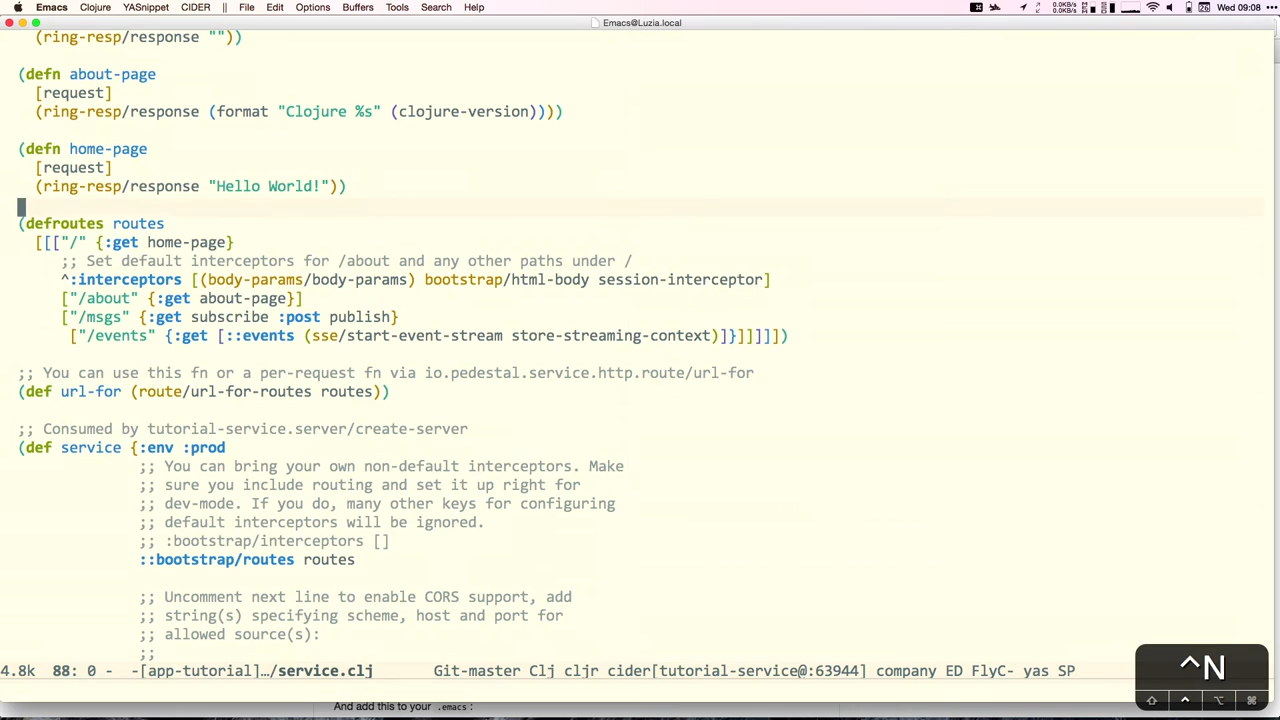 Emacs Clojure YASnippet CIDER || File Edit Options Buffers Tools Search Help 0.0KB/s 0.0KB/s Wed 09:08
Emacs@Luzia.local
(ring-resp/response ""))
(defn about-page
[request]
(ring-resp/response (format "Clojure %s" (clojure-version))))
(defn home-page
[request]
(ring-resp/response "Hello World!"))
(defroutes routes
[[["/" {:get home-page}
;; Set default interceptors for /about and any other paths under /
^:interceptors [(body-params/body-params) bootstrap/html-body session-interceptor]
["/about" {:get about-page}]
["/msgs" {:get subscribe :post publish}
["/events" {:get [::events (sse/start-event-stream store-streaming-context)]}]]]]])
;; You can use this fn or a per-request fn via io.pedestal.service.http.route/url-for
(def url-for (route/url-for-routes routes))
;; Consumed by tutorial-service.server/create-server
(def service {:env :prod
;; You can bring your own non-default interceptors. Make
;; sure you include routing and set it up right for
;; dev-mode. If you do, many other keys for configuring
;; default interceptors will be ignored.
;; :bootstrap/interceptors []
::bootstrap/routes routes
;; Uncomment next line to enable CORS support, add
;; string(s) specifying scheme, host and port for
;; allowed source(s):
;;
4.8k 88: 0 - -[app-tutorial]…/service.clj Git-master Clj cljr cider[tutorial-service@:63944] company ED FlyC- yas SP
^N
And add this to your .emacs :